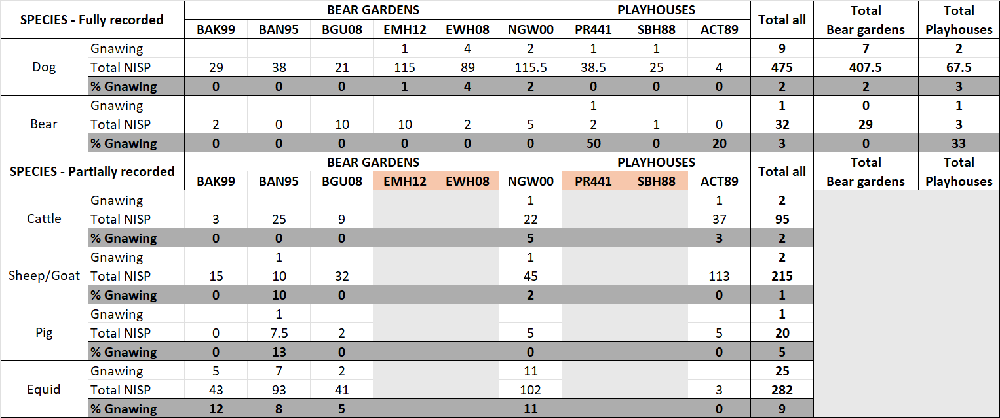 SPECIES - Fully recorded BEAR GARDENS PLAYHOUSES Total all Total Bear gardens Total Playhouses
BAK99 BAN95 BGU08 EMH12 EWH08 NGW00 PR441 SBH88 ACT89
Dog
Gnawing 1 4 2 1 1 9 7 2
Total NISP 29 38 21 115 89 115.5 38.5 25 4 475 407.5 67.5
% Gnawing 0 0 0 1 4 2 0 0 0 2 2 3
Bear
Gnawing 1 1 0 1
Total NISP 2 0 10 10 2 5 2 1 0 32 29 3
% Gnawing 0 0 0 0 0 0 50 0 20 3 0 33
SPECIES - Partially recorded BEAR GARDENS PLAYHOUSES Total all Total Bear gardens Total Playhouses
BAK99 BAN95 BGU08 EMH12 EWH08 NGW00 PR441 SBH88 ACT89
Cattle
Gnawing 1 1 2
Total NISP 3 25 9 22 37 95
% Gnawing 0 0 0 5 3 2
Sheep/Goat
Gnawing 1 1 2
Total NISP 15 10 32 45 113 215
% Gnawing 0 10 0 2 0 1
Pig
Gnawing 1 1
Total NISP 0 7.5 2 5 5 20
% Gnawing 0 13 0 0 0 5
Equid
Gnawing 5 7 2 11 25
Total NISP 43 93 41 102 3 282
% Gnawing 12 8 5 11 0 9